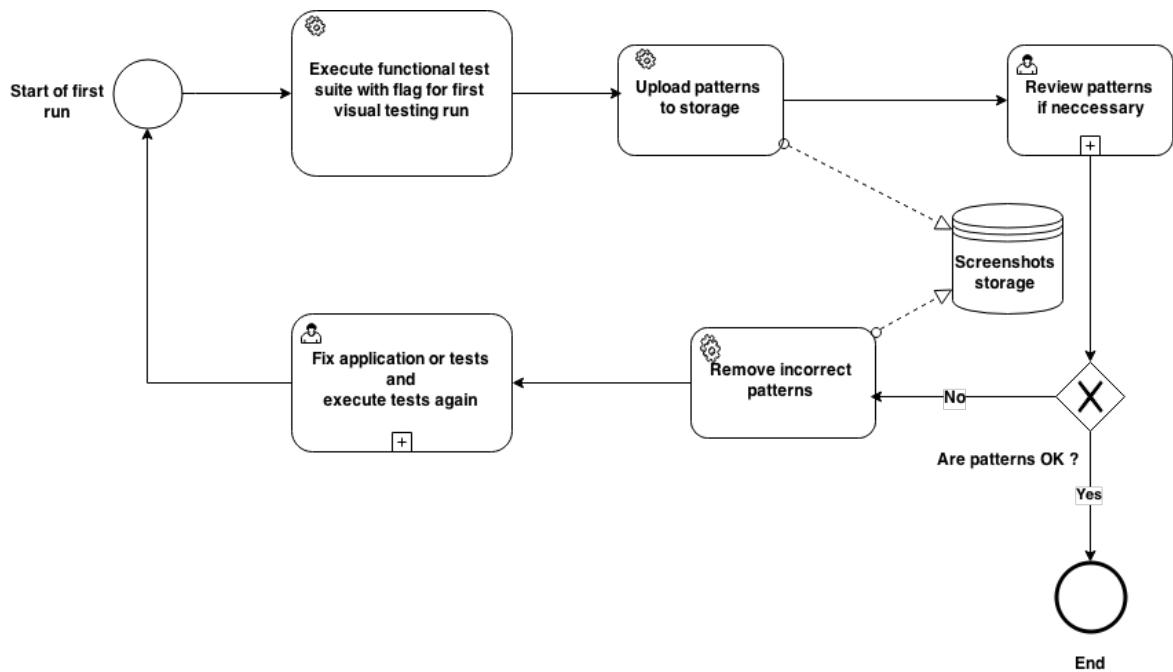 Start of first
run
Execute functional test
suite with flag for first
visual testing run
Upload patterns
to storage
Review patterns
if neccessary
Screenshots
storage
Fix application or tests
and
execute tests again
Remove incorrect
patterns
No
Are patterns OK ?
Yes
End